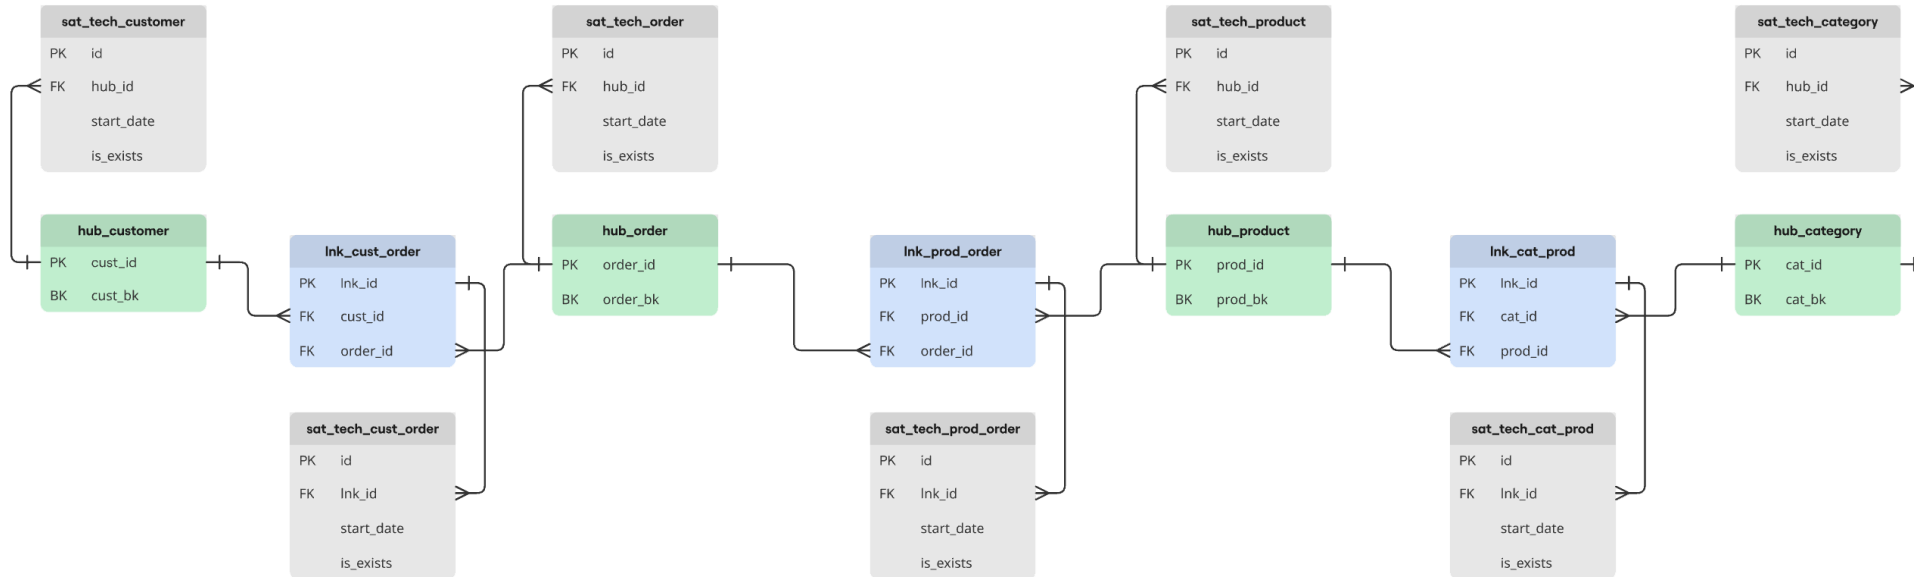 sat_tech_customer
PK id
FK hub_id
start_date
is_exists
sat_tech_order
PK id
FK hub_id
start_date
is_exists
sat_tech_product
PK id
FK hub_id
start_date
is_exists
sat_tech_category
PK id
FK hub_id
start_date
is_exists
hub_customer
PK cust_id
BK cust_bk
lnk_cust_order
PK lnk_id
FK cust_id
FK order_id
hub_order
PK order_id
BK order_bk
lnk_prod_order
PK lnk_id
FK prod_id
FK order_id
hub_product
PK prod_id
BK prod_bk
lnk_cat_prod
PK lnk_id
FK cat_id
FK prod_id
hub_category
PK cat_id
BK cat_bk
sat_tech_cust_order
PK id
FK lnk_id
start_date
is_exists
sat_tech_prod_order
PK id
FK lnk_id
start_date
is_exists
sat_tech_cat_prod
PK id
FK lnk_id
start_date
is_exists